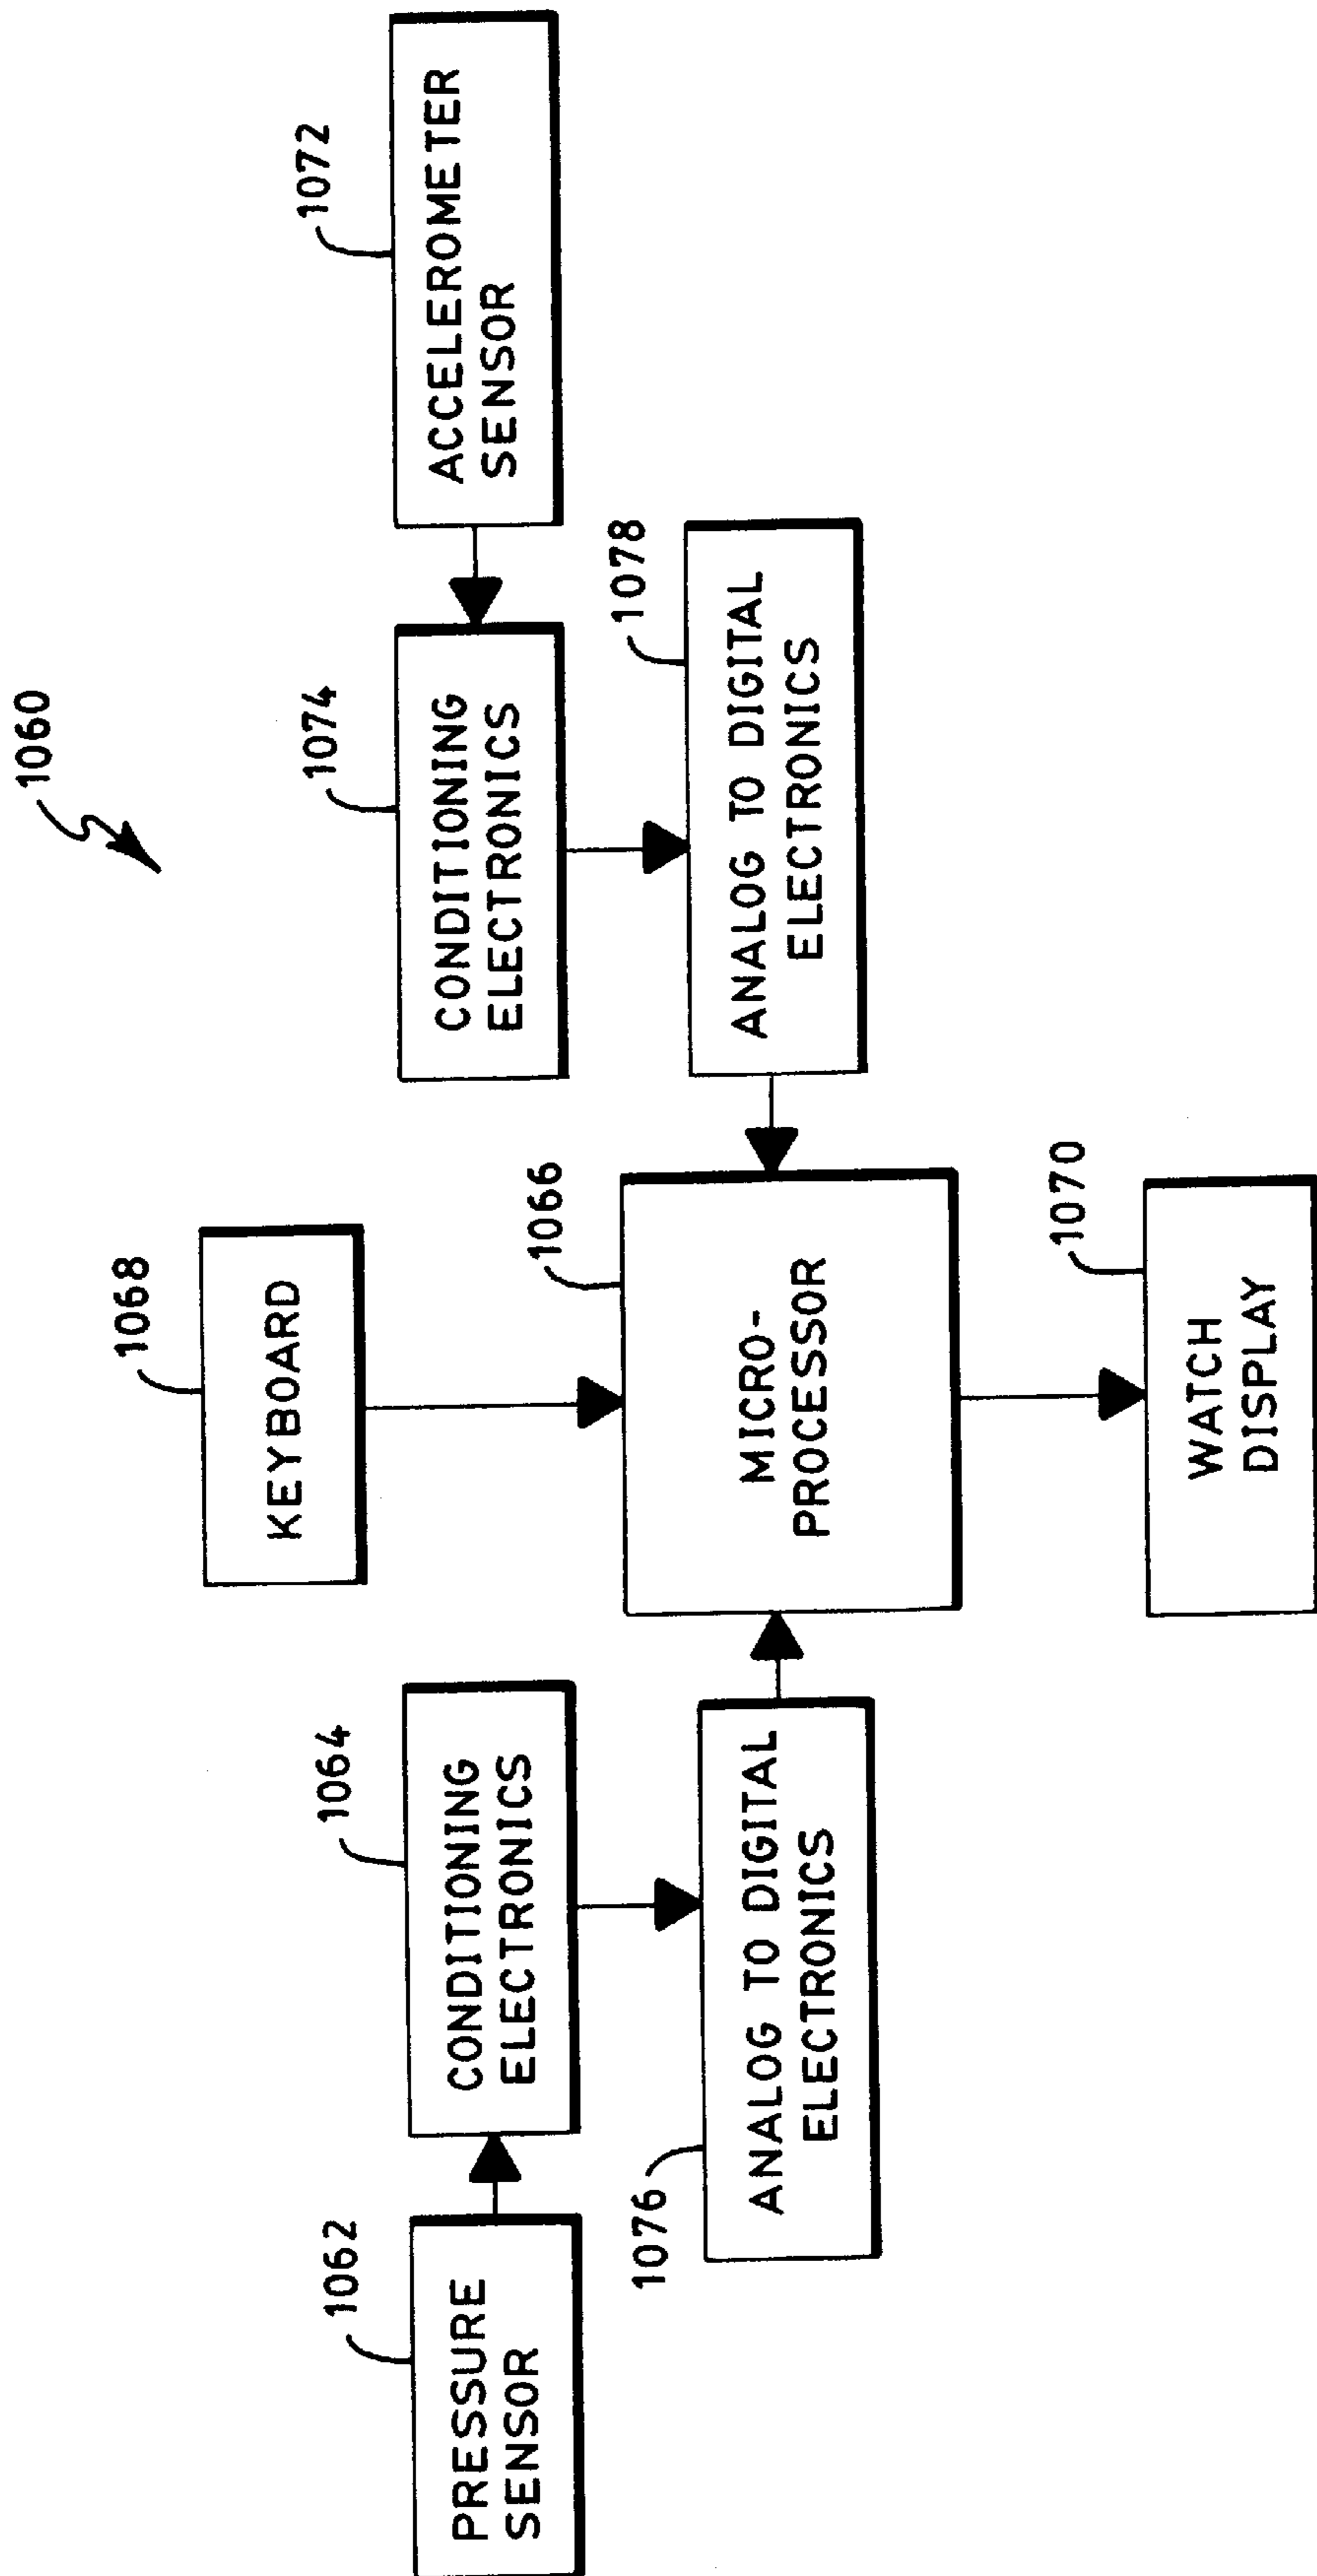 1060
1068
KEYBOARD
1062
PRESSURE
SENSOR
1064
CONDITIONING
ELECTRONICS
1074
CONDITIONING
ELECTRONICS
1072
ACCELEROMETER
SENSOR
1076
ANALOG TO DIGITAL
ELECTRONICS
1066
MICRO-
PROCESSOR
1078
ANALOG TO DIGITAL
ELECTRONICS
1070
WATCH
DISPLAY